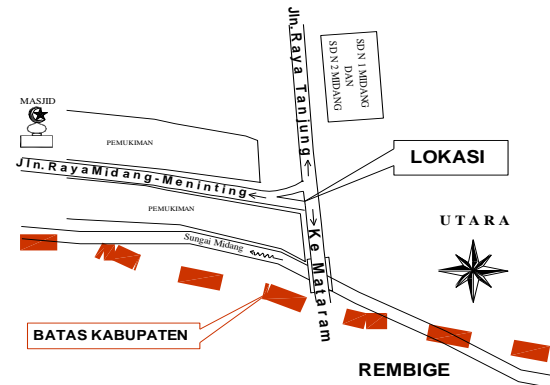 Jln. Raya Tanjung
SD N 1 MIDANG
DAN
SD N 2 MIDANG
MASJID
PEMUKIMAN
LOKASI
Jln. Raya Midang-Meninting
PEMUKIMAN
UTARA
Sungai Midang
Ke Mataram
BATAS KABUPATEN
REMBIGE